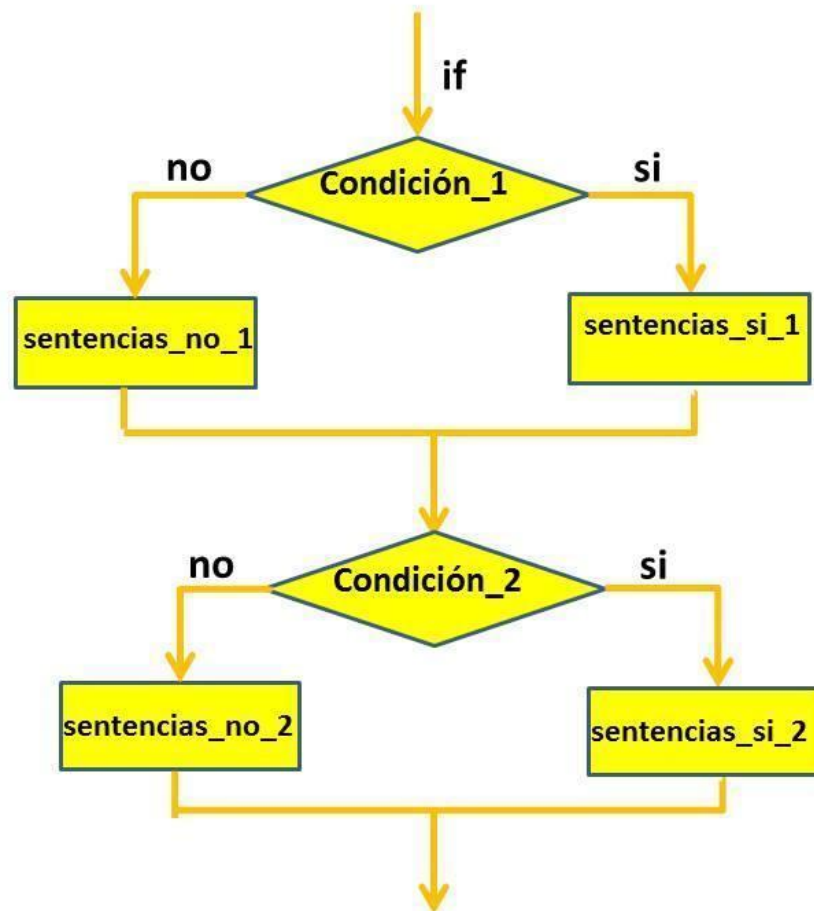 if
no
Condición_1
si
sentencias_no_1
sentencias_si_1
no
Condición_2
si
sentencias_no_2
sentencias_si_2